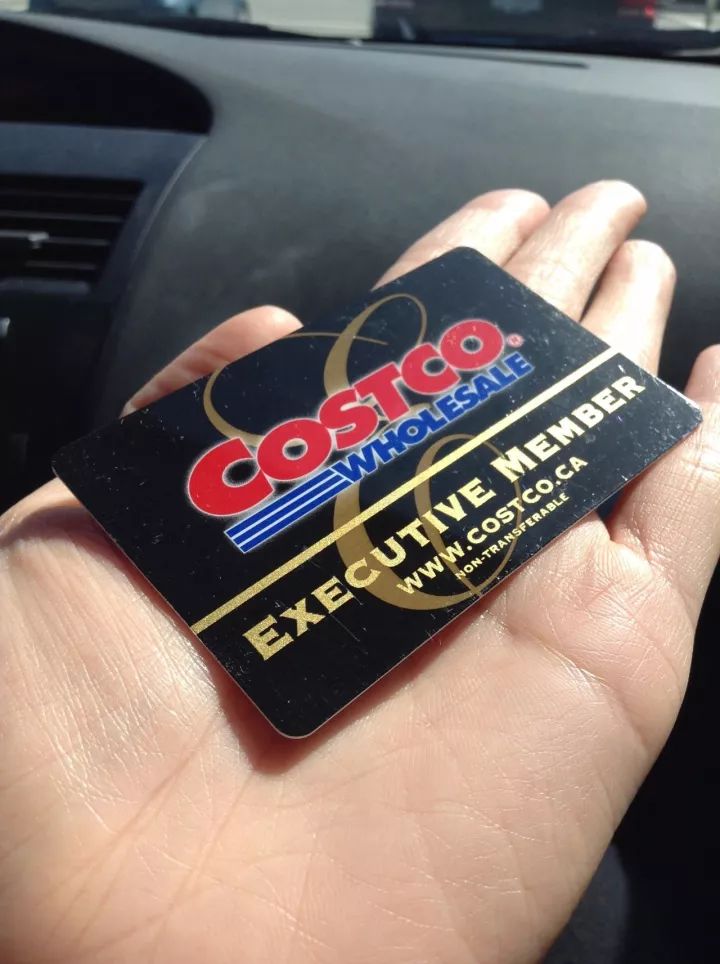 COSTCO®
WHOLESALE
EXECUTIVE MEMBER
WWW.COSTCO.CA
NON-TRANSFERABLE